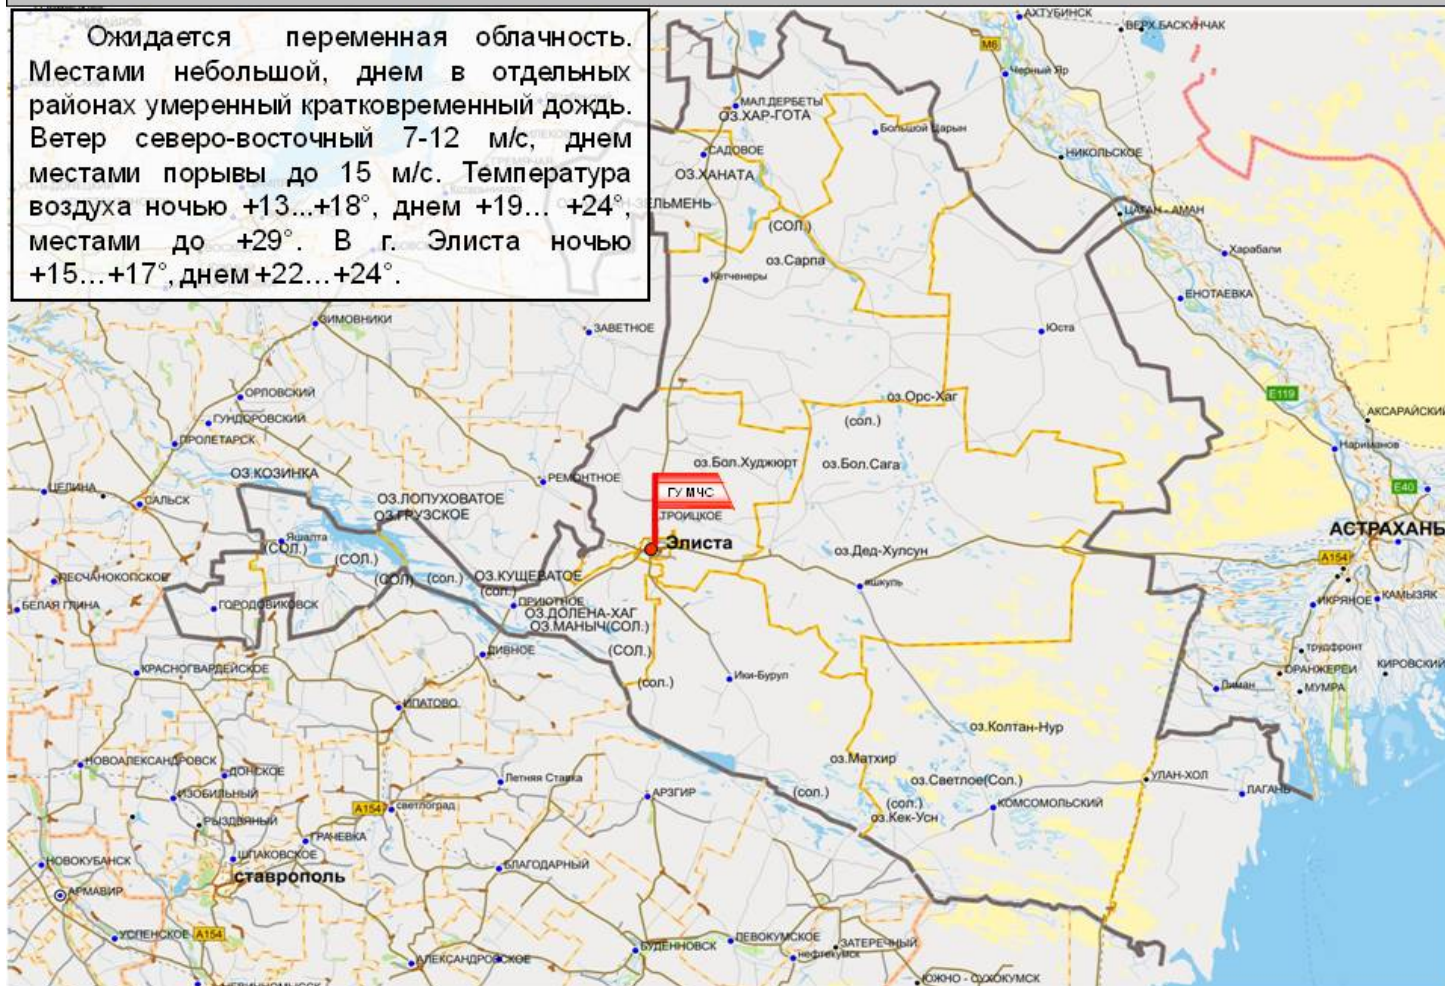 Ожидается переменная облачность.
Местами небольшой, днем в отдельных
районах умеренный кратковременный дождь.
Ветер северо-восточный 7-12 м/с, днем
местами порывы до 15 м/с. Температура
воздуха ночью +13...+18°, днем +19... +24°,
местами до +29°. В г. Элиста ночью
+15...+17°, днем +22...+24°.
АХТУБИНСК
ВЕРХ.БАСКУНЧАК
М6
Черный Яр
МАЛ.ДЕРБЕТЫ
ОЗ.ХАР-ГОТА
Большой Царын
САДОВОЕ
НИКОЛЬСКОЕ
ОЗ.ХАНАТА
ЗЕЛЬМЕНЬ
ЦАГАН - АМАН
(СОЛ.)
оз.Сарпа
Харабали
Кетченеры
ЕНОТАЕВКА
ЗИМОВНИКИ
ЗАВЕТНОЕ
Юста
ОРЛОВСКИЙ
оз.Орс-Хаг
Е119
ГУНДОРОВСКИЙ
(сол.)
АКСАРАЙСКИЙ
ПРОЛЕТАРСК
Нариманов
ОЗ.КОЗИНКА
оз.Бол.Худжюрт
оз.Бол.Сага
РЕМОНТНОЕ
ЦЕЛИНА
САЛЬСК
ОЗ.ЛОПУХОВАТОЕ
ОЗ.ГРУЗСКОЕ
ГУ МЧС
Е40
ТРОИЦКОЕ
АСТРАХАНЬ
Яшалта
(СОЛ.)
Элиста
оз.Дед-Хулсун
А154
(СОЛ.)
(СОЛ)
(сол.)
ОЗ.КУЩЕВАТОЕ
(сол.)
яшкуль
ПЕСЧАНОКОПСКОЕ
БЕЛАЯ ГЛИНА
ГОРОДОВИКОВСК
ПРИЮТНОЕ
ОЗ.ДОЛЕНА-ХАГ
ОЗ.МАНЫЧ(СОЛ.)
ИКРЯНОЕ
КАМЫЗЯК
ДИВНОЕ
(СОЛ.)
трудфронт
КРАСНОГВАРДЕЙСКОЕ
(сол.)
Ики-Бурул
Лиман
ОРАНЖЕРЕИ
КИРОВСКИЙ
МУМРА
ИПАТОВО
оз.Колтан-Нур
НОВОАЛЕКСАНДРОВСК
ДОНСКОЕ
Летняя Ставка
оз.Матхир
оз.Светлое(Сол.)
УЛАН-ХОЛ
ИЗОБИЛЬНЫЙ
А154
светлоград
АРЗГИР
(сол.)
(сол.)
КОМСОМОЛЬСКИЙ
ЛАГАНЬ
РЫЗДВЯНЫЙ
оз.Кек-Усн
ГРАЧЕВКА
НОВОКУБАНСК
ШПАКОВСКОЕ
ставрополь
БЛАГОДАРНЫЙ
АРМАВИР
УСПЕНСКОЕ
А154
БУДЕННОВСК
ЛЕВОКУМСКОЕ
ЗАТЕРЕЧНЫЙ
АЛЕКСАНДРОВСКОЕ
нефтекумск
ЮЖНО - СУХОКУМСК